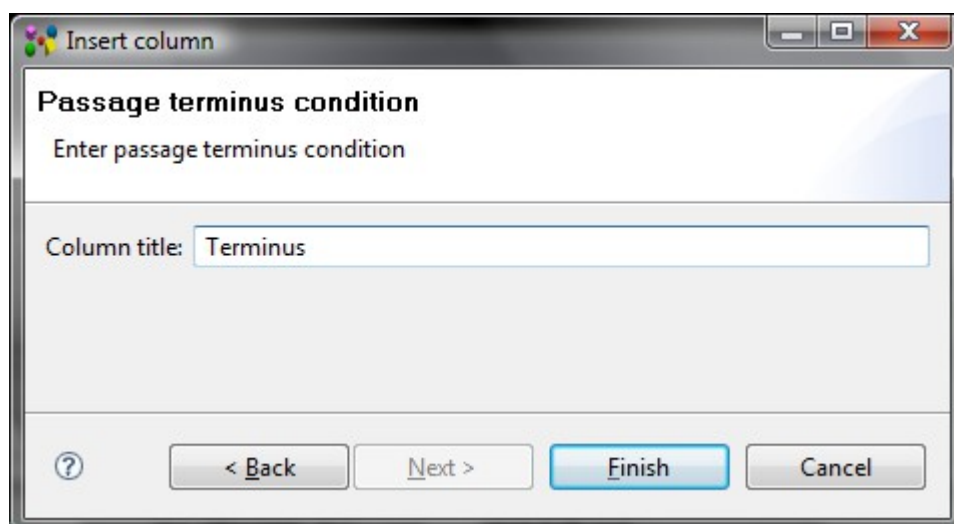 Insert column
Passage terminus condition
Enter passage terminus condition
Column title: Terminus
? < Back Next > Finish Cancel